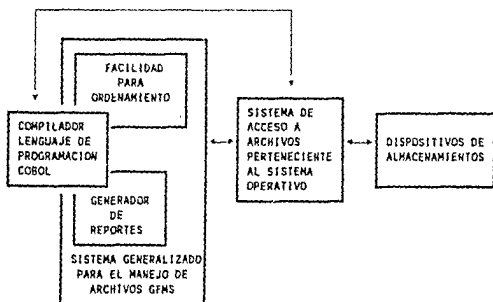 FACILIDAD
PARA
ORDENAMIENTO
COMPILADOR
LENGUAJE DE
PROGRAMACION
COBOL
GENERADOR
DE
REPORTES
SISTEMA GENERALIZADO
PARA EL MANEJO DE
ARCHIVOS GFMS
SISTEMA DE
ACCESO A
ARCHIVOS
PERTENECIENTE
AL SISTEMA
OPERATIVO
DISPOSITIVOS DE
ALMACENAMIENTOS